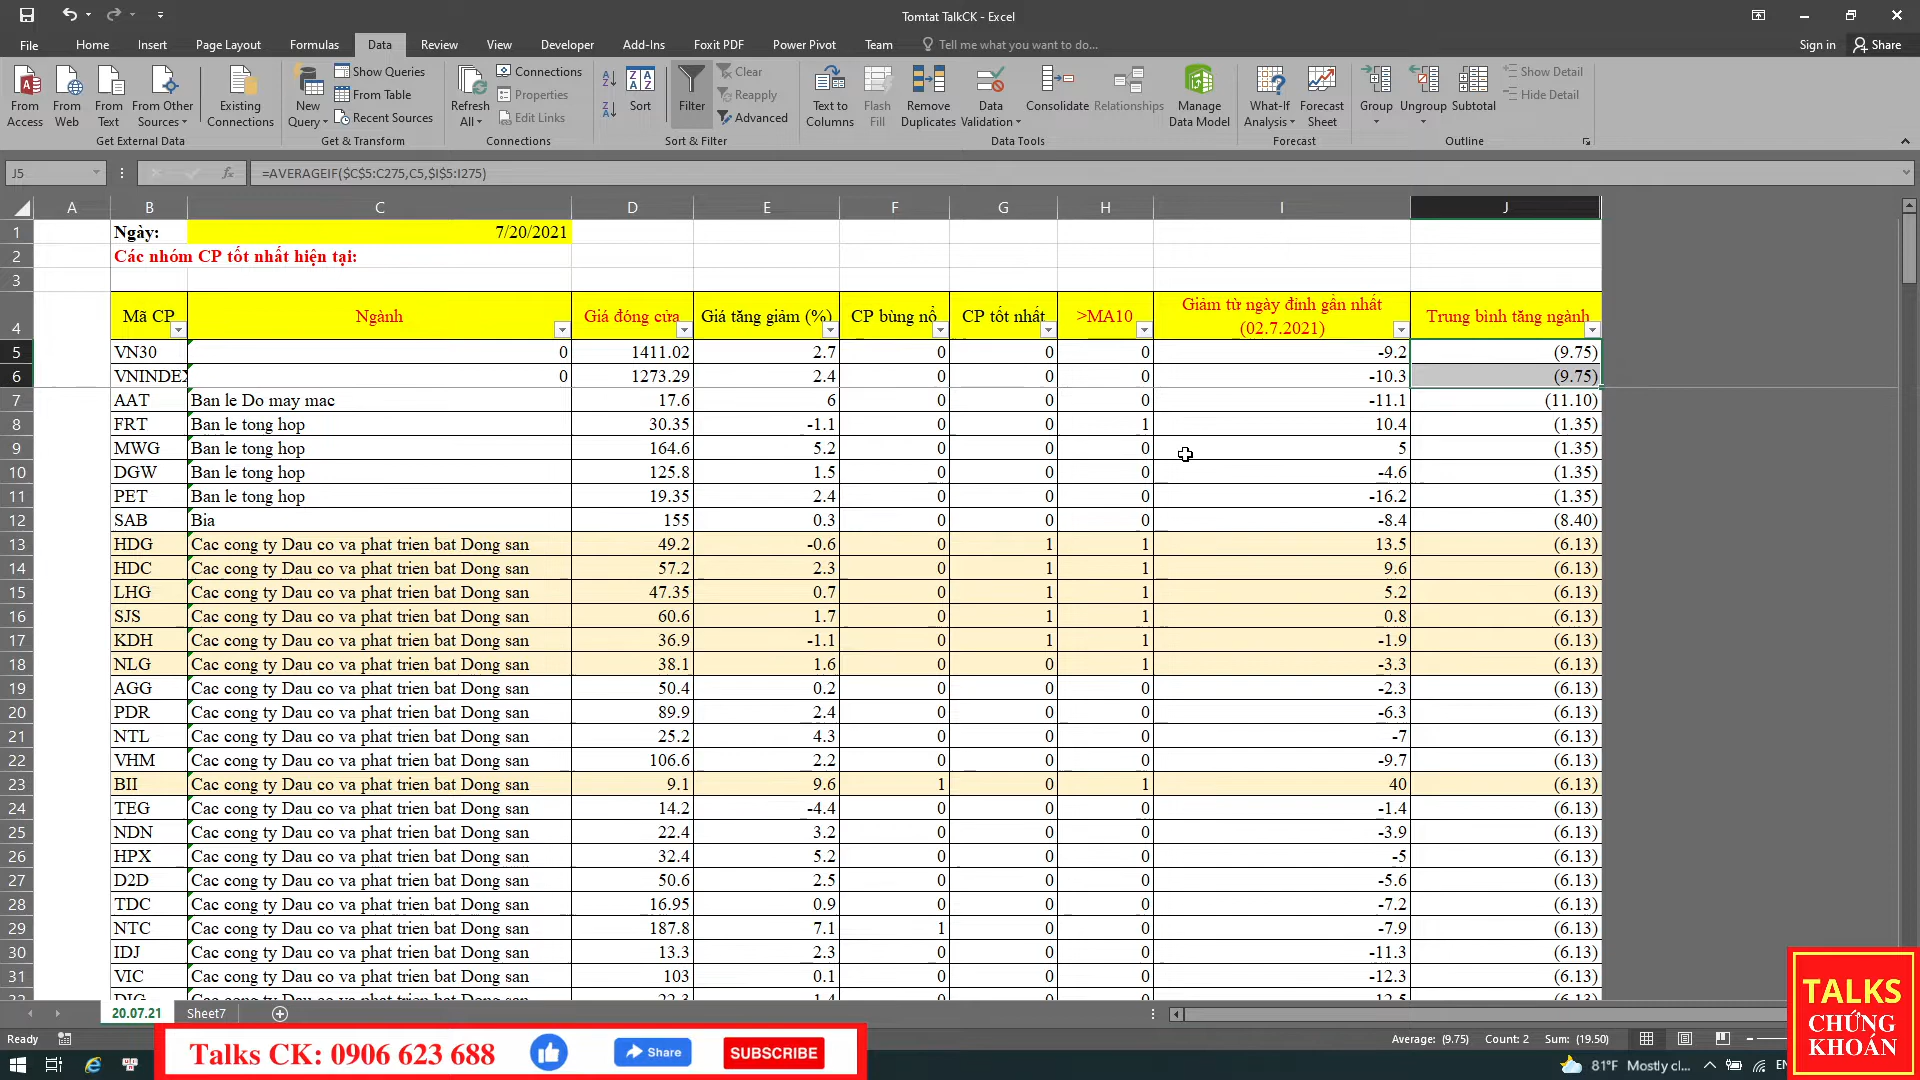 Tomtat TalkCK - Excel
File Home Insert Page Layout Formulas Data Review View Developer Add-Ins Foxit PDF Power Pivot Team Tell me what you want to do... Sign in Share
From Access From Web From Text From Other Sources Existing Connections New Query Show Queries From Table Recent Sources Refresh All Connections Properties Edit Links Sort Filter Clear Reapply Advanced Text to Columns Flash Fill Remove Duplicates Data Validation Consolidate Relationships Manage Data Model What-If Analysis Forecast Sheet Group Ungroup Subtotal Show Detail Hide Detail
Get External Data Get & Transform Connections Sort & Filter Data Tools Forecast Outline
J5 fx =AVERAGEIF($C$5:C275,C5,$I$5:I275)
A B C D E F G H I J
1 Ngày: 7/20/2021
2 Các nhóm CP tốt nhất hiện tại:
3
4 Mã CP Ngành Giá đóng cửa Giá tăng giảm (%) CP bùng nổ CP tốt nhất >MA10 Giảm từ ngày đỉnh gần nhất (02.7.2021) Trung bình tăng ngành
5 VN30 0 1411.02 2.7 0 0 0 -9.2 (9.75)
6 VNINDEX 0 1273.29 2.4 0 0 0 -10.3 (9.75)
7 AAT Ban le Do may mac 17.6 6 0 0 0 -11.1 (11.10)
8 FRT Ban le tong hop 30.35 -1.1 0 0 1 10.4 (1.35)
9 MWG Ban le tong hop 164.6 5.2 0 0 0 5 (1.35)
10 DGW Ban le tong hop 125.8 1.5 0 0 0 -4.6 (1.35)
11 PET Ban le tong hop 19.35 2.4 0 0 0 -16.2 (1.35)
12 SAB Bia 155 0.3 0 0 0 -8.4 (8.40)
13 HDG Cac cong ty Dau co va phat trien bat Dong san 49.2 -0.6 0 1 1 13.5 (6.13)
14 HDC Cac cong ty Dau co va phat trien bat Dong san 57.2 2.3 0 1 1 9.6 (6.13)
15 LHG Cac cong ty Dau co va phat trien bat Dong san 47.35 0.7 0 1 1 5.2 (6.13)
16 SJS Cac cong ty Dau co va phat trien bat Dong san 60.6 1.7 0 1 1 0.8 (6.13)
17 KDH Cac cong ty Dau co va phat trien bat Dong san 36.9 -1.1 0 1 1 -1.9 (6.13)
18 NLG Cac cong ty Dau co va phat trien bat Dong san 38.1 1.6 0 0 1 -3.3 (6.13)
19 AGG Cac cong ty Dau co va phat trien bat Dong san 50.4 0.2 0 0 0 -2.3 (6.13)
20 PDR Cac cong ty Dau co va phat trien bat Dong san 89.9 2.4 0 0 0 -6.3 (6.13)
21 NTL Cac cong ty Dau co va phat trien bat Dong san 25.2 4.3 0 0 0 -7 (6.13)
22 VHM Cac cong ty Dau co va phat trien bat Dong san 106.6 2.2 0 0 0 -9.7 (6.13)
23 BII Cac cong ty Dau co va phat trien bat Dong san 9.1 9.6 1 0 1 40 (6.13)
24 TEG Cac cong ty Dau co va phat trien bat Dong san 14.2 -4.4 0 0 0 -1.4 (6.13)
25 NDN Cac cong ty Dau co va phat trien bat Dong san 22.4 3.2 0 0 0 -3.9 (6.13)
26 HPX Cac cong ty Dau co va phat trien bat Dong san 32.4 5.2 0 0 0 -5 (6.13)
27 D2D Cac cong ty Dau co va phat trien bat Dong san 50.6 2.5 0 0 0 -5.6 (6.13)
28 TDC Cac cong ty Dau co va phat trien bat Dong san 16.95 0.9 0 0 0 -7.2 (6.13)
29 NTC Cac cong ty Dau co va phat trien bat Dong san 187.8 7.1 1 0 0 -7.9 (6.13)
30 IDJ Cac cong ty Dau co va phat trien bat Dong san 13.3 2.3 0 0 0 -11.3 (6.13)
31 VIC Cac cong ty Dau co va phat trien bat Dong san 103 0.1 0 0 0 -12.3 (6.13)
20.07.21 Sheet7
Ready Average: (9.75) Count: 2 Sum: (19.50)
Talks CK: 0906 623 688 Share SUBSCRIBE
81°F Mostly cl...
TALKS
CHỨNG
KHOÁN